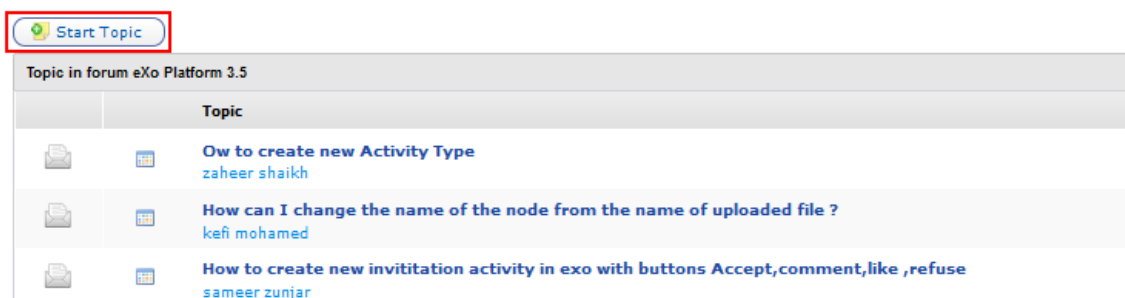 Start Topic
Topic in forum eXo Platform 3.5
Topic
Ow to create new Activity Type
zaheer shaikh
How can I change the name of the node from the name of uploaded file ?
kefi mohamed
How to create new invititation activity in exo with buttons Accept,comment,like ,refuse
sameer zunjar